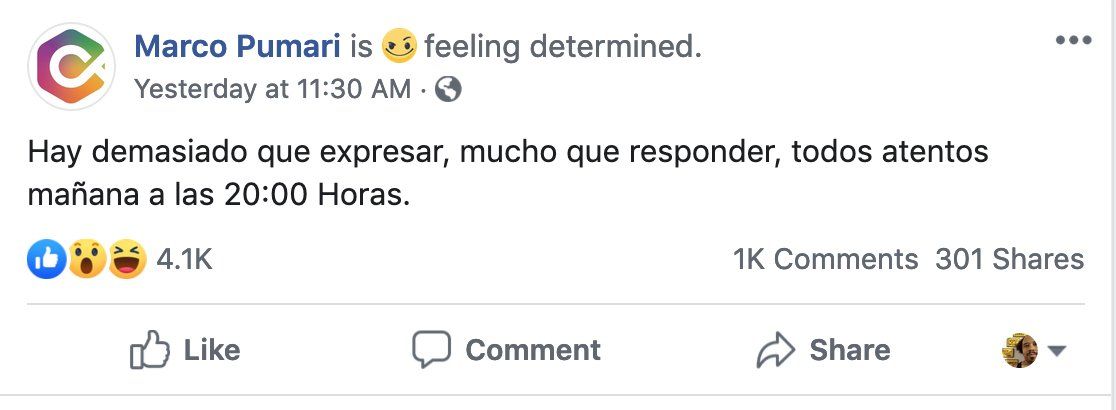 Marco Pumari is feeling determined.
Yesterday at 11:30 AM ·
Hay demasiado que expresar, mucho que responder, todos atentos
mañana a las 20:00 Horas.
4.1K 1K Comments 301 Shares
Like Comment Share